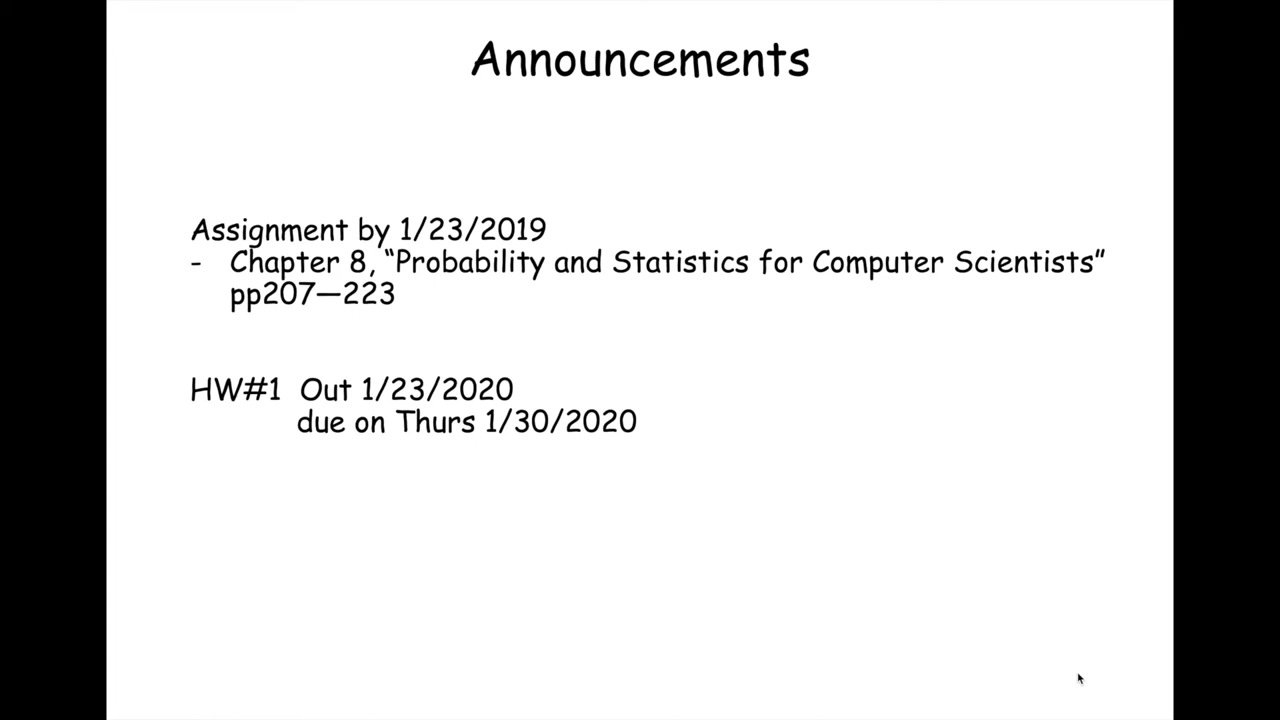 Announcements
Assignment by 1/23/2019
- Chapter 8, “Probability and Statistics for Computer Scientists”
pp207—223
HW#1 Out 1/23/2020
due on Thurs 1/30/2020